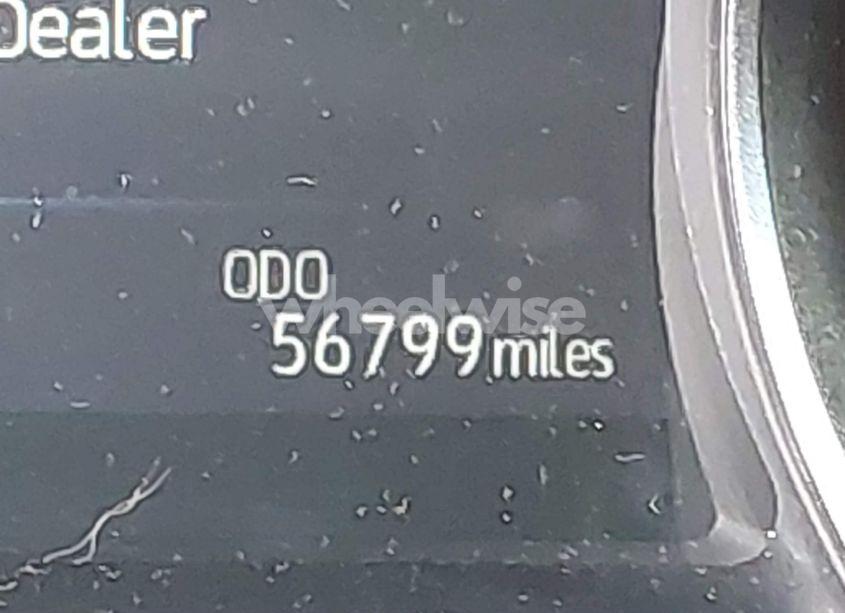 Dealer
ODO
wheelwise
56799 miles